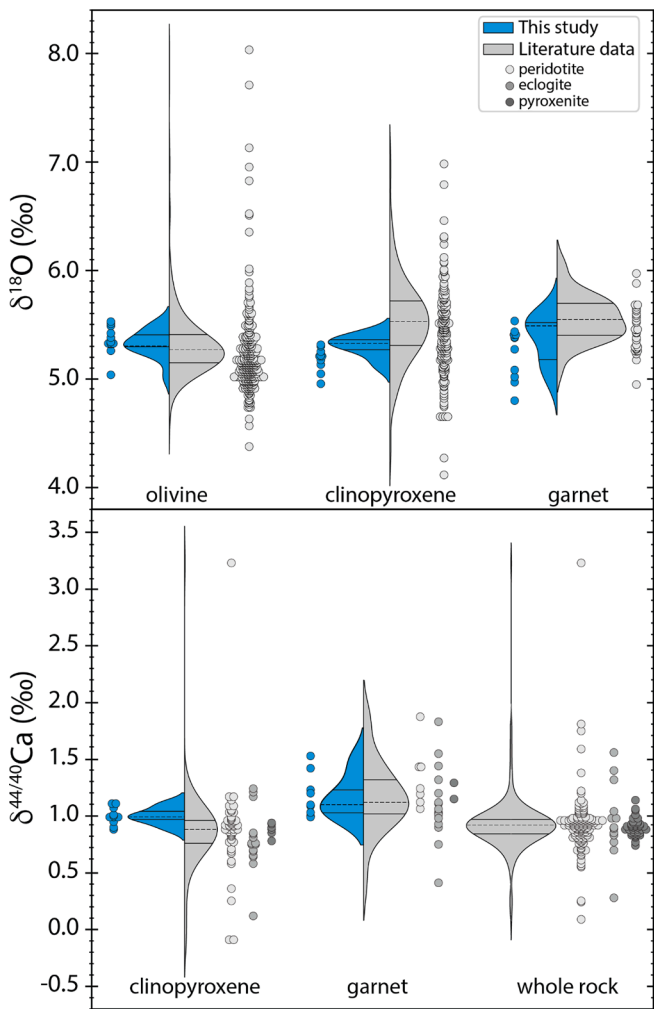 This study
Literature data
peridotite
eclogite
pyroxenite
8.0
7.0
6.0
5.0
4.0
δ18O (‰)
olivine
clinopyroxene
garnet
3.5
3.0
2.5
2.0
1.5
1.0
0.5
0.0
-0.5
δ44/40Ca (‰)
clinopyroxene
garnet
whole rock